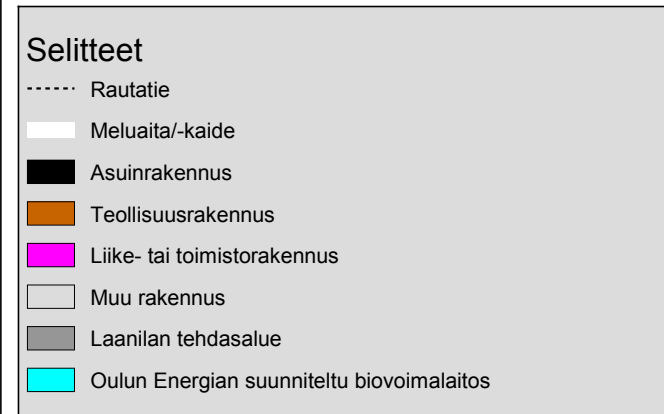 Selitteet
Rautatie
Meluaita/-kaide
Asuinrakennus
Teollisuusrakennus
Liike- tai toimistorakennus
Muu rakennus
Laanilan tehdasalue
Oulun Energian suunniteltu biovoimalaitos